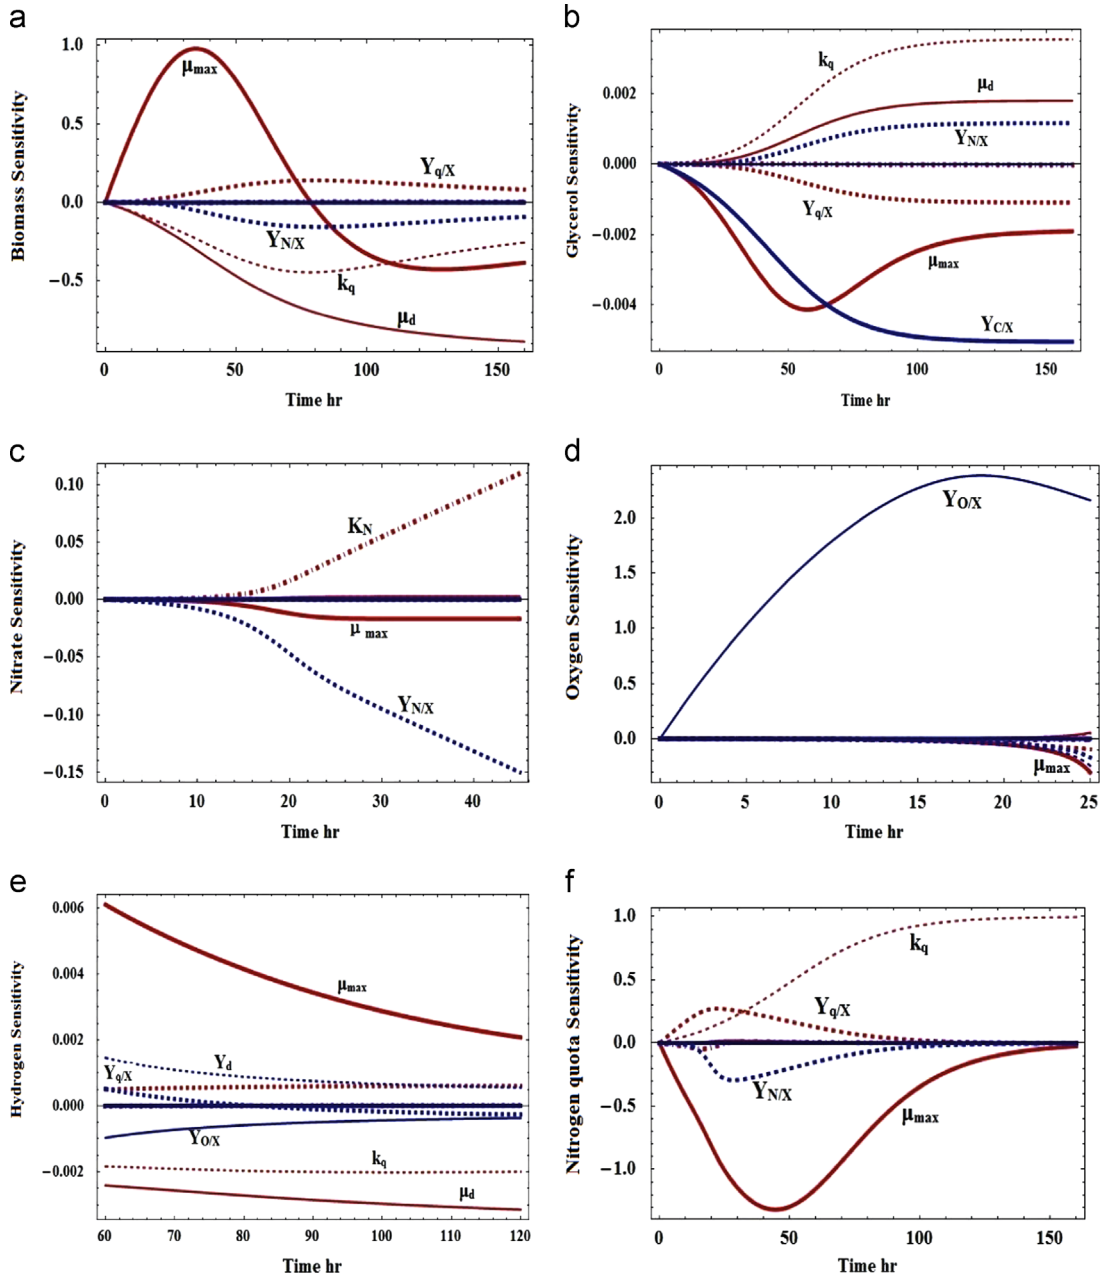 a
Biomass Sensitivity
1.0
0.5
0.0
−0.5
μmax
Yq/X
YN/X
kq
μd
0 50 100 150
Time hr
b
Glycerol Sensitivity
0.002
0.000
−0.002
−0.004
kq
μd
YN/X
Yq/X
μmax
YC/X
0 50 100 150
Time hr
c
Nitrate Sensitivity
0.10
0.05
0.00
−0.05
−0.10
−0.15
KN
μ max
YN/X
0 10 20 30 40
Time hr
d
Oxygen Sensitivity
2.0
1.5
1.0
0.5
0.0
YO/X
μmax
0 5 10 15 20 25
Time hr
e
Hydrogen Sensitivity
0.006
0.004
0.002
0.000
−0.002
μmax
Yd
Yq/X
YO/X
kq
μd
60 70 80 90 100 110 120
Time hr
f
Nitrogen quota Sensitivity
1.0
0.5
0.0
−0.5
−1.0
kq
Yq/X
YN/X
μmax
0 50 100 150
Time hr